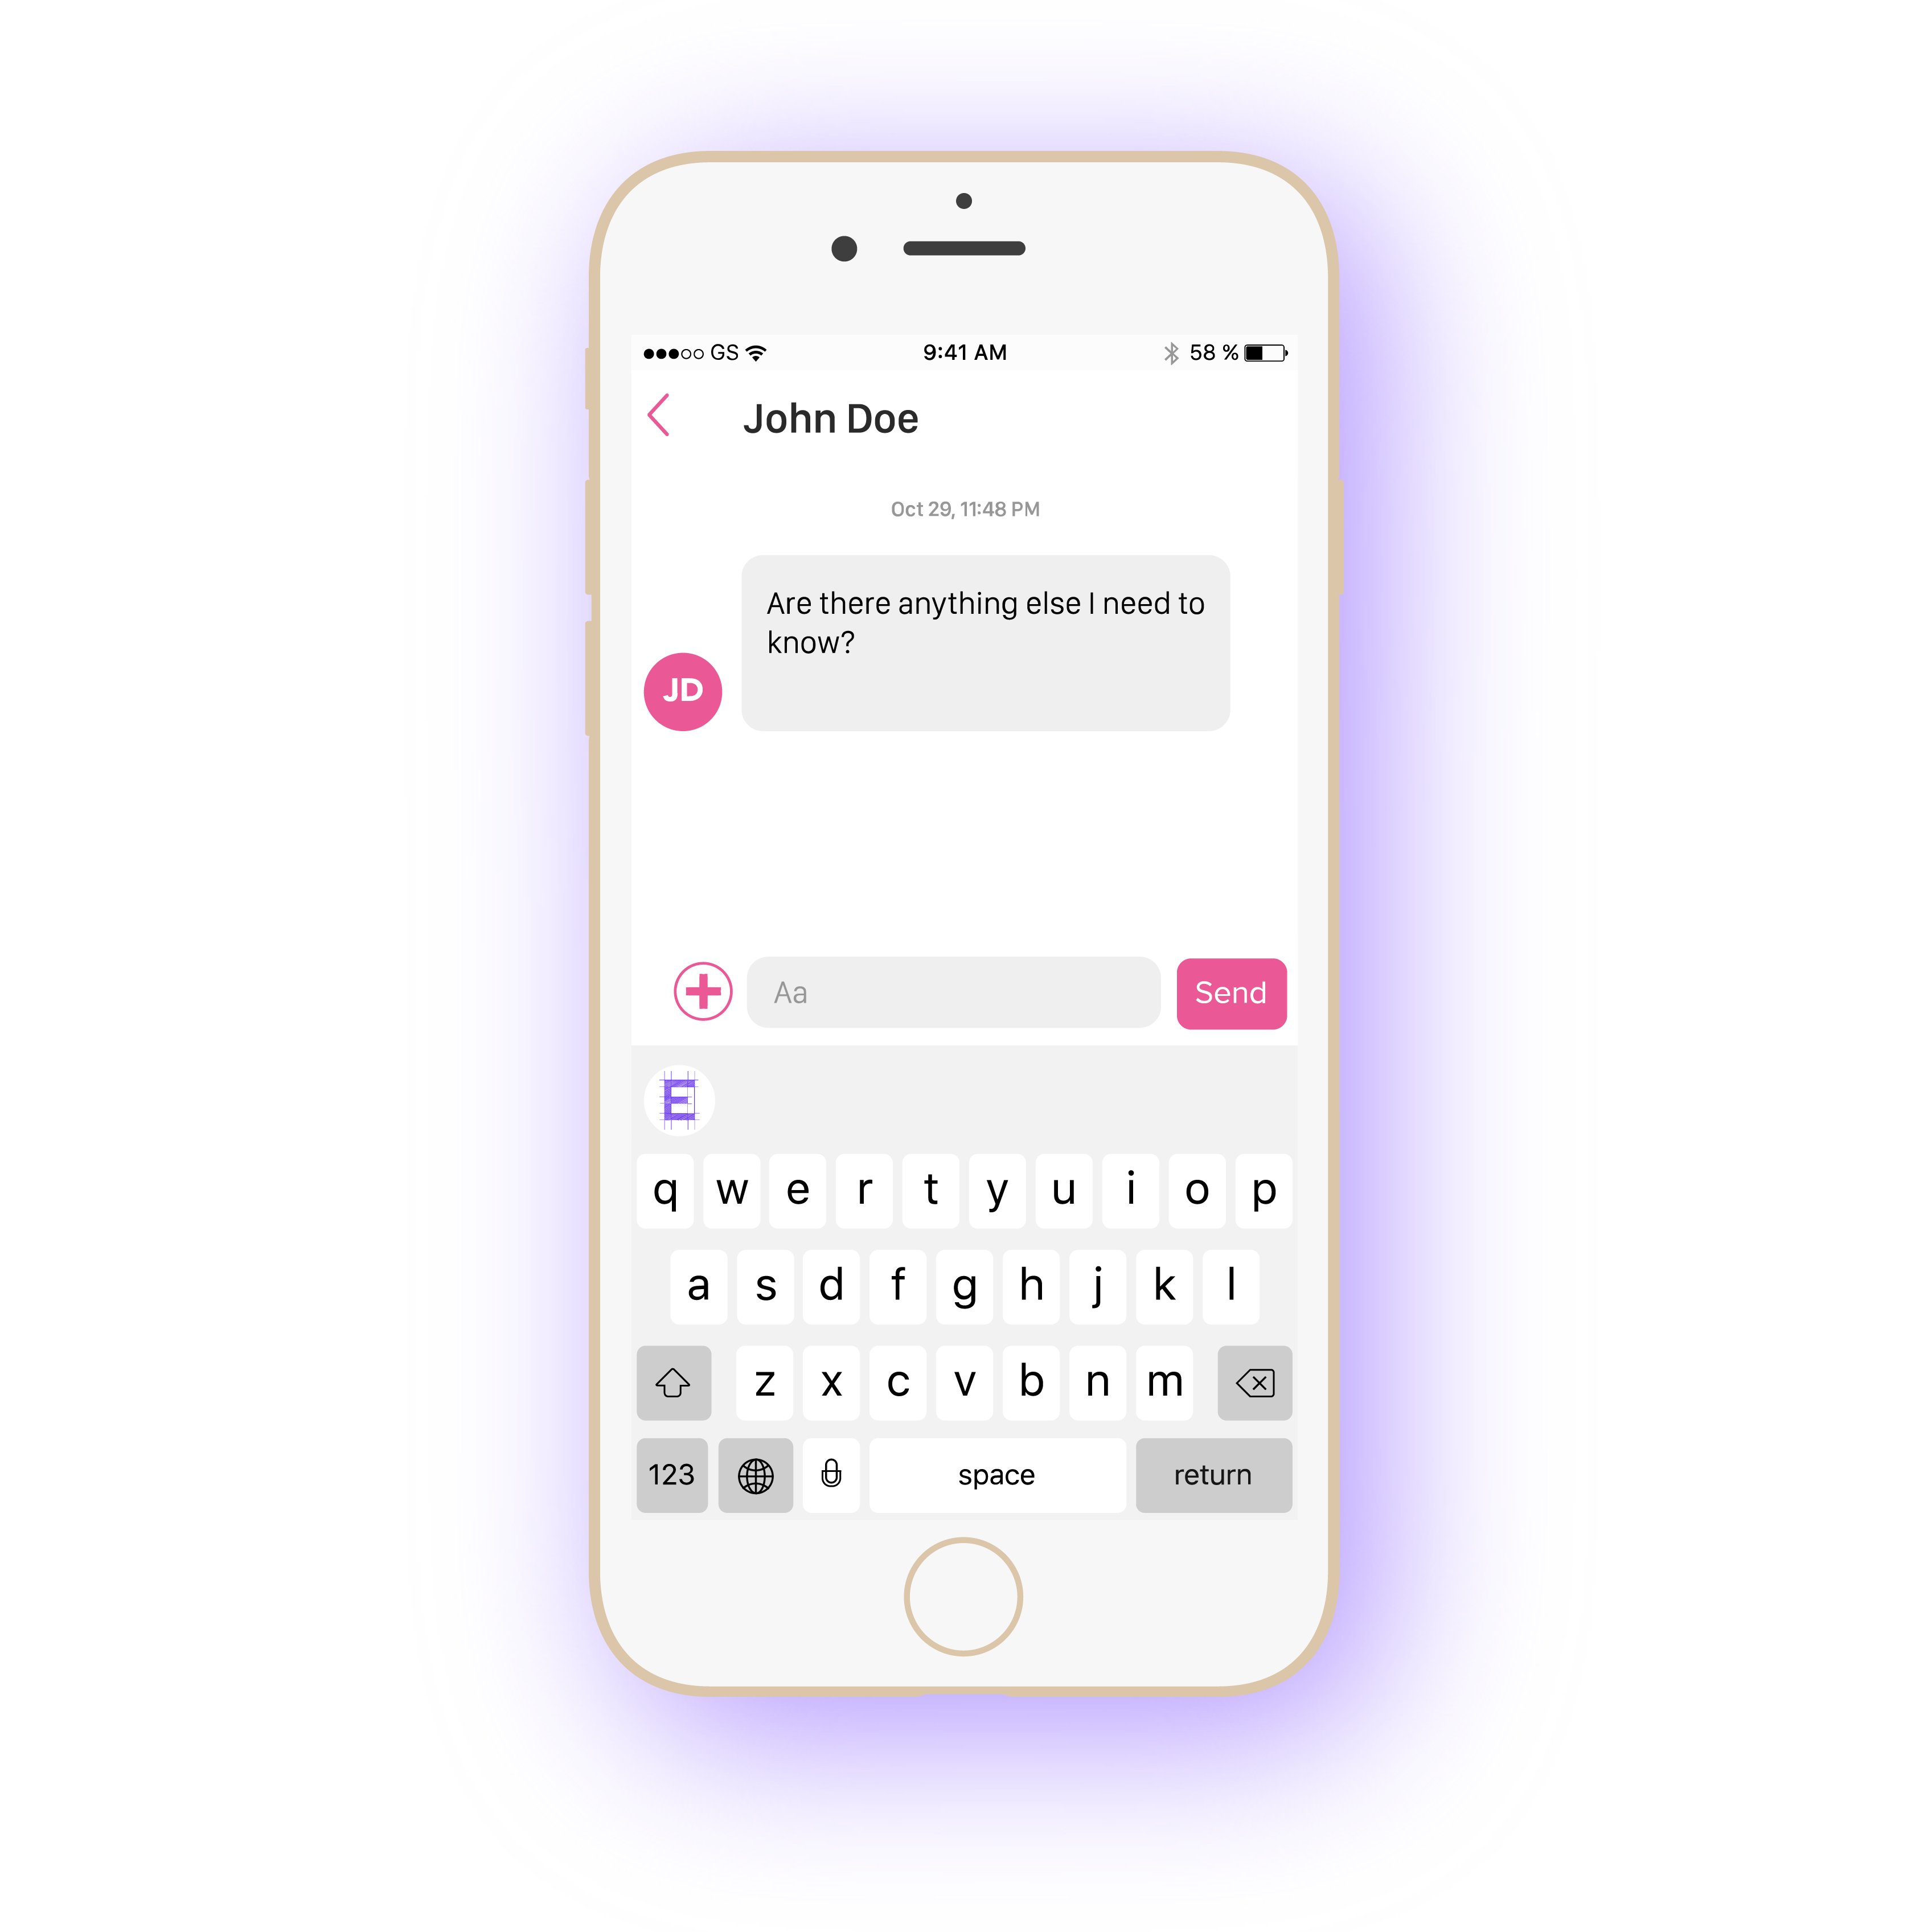 GS 9:41 AM 58 %
John Doe
Oct 29, 11:48 PM
Are there anything else I need to
know?
JD
Aa Send
E
q w e r t y u i o p
a s d f g h j k l
z x c v b n m
123 space return